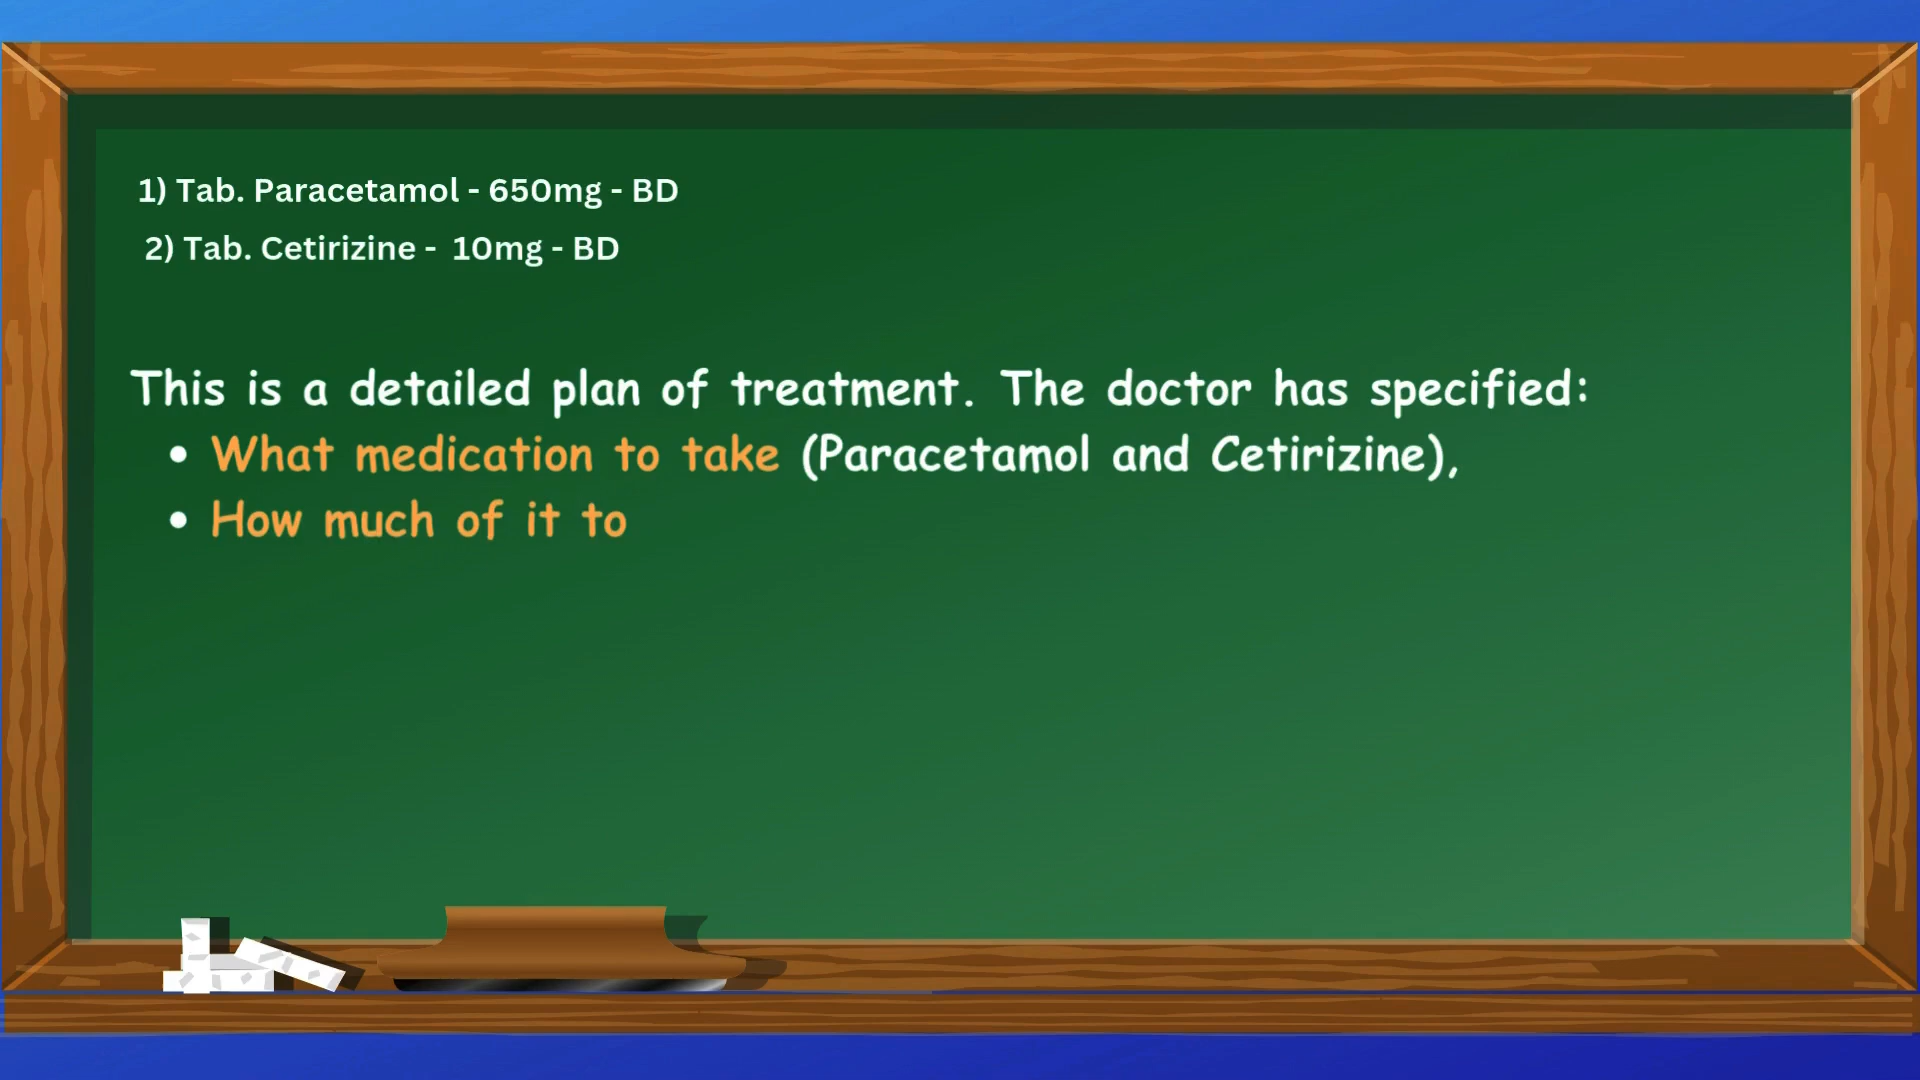 1) Tab. Paracetamol - 650mg - BD
2) Tab. Cetirizine - 10mg - BD
This is a detailed plan of treatment. The doctor has specified:
• What medication to take (Paracetamol and Cetirizine),
• How much of it to